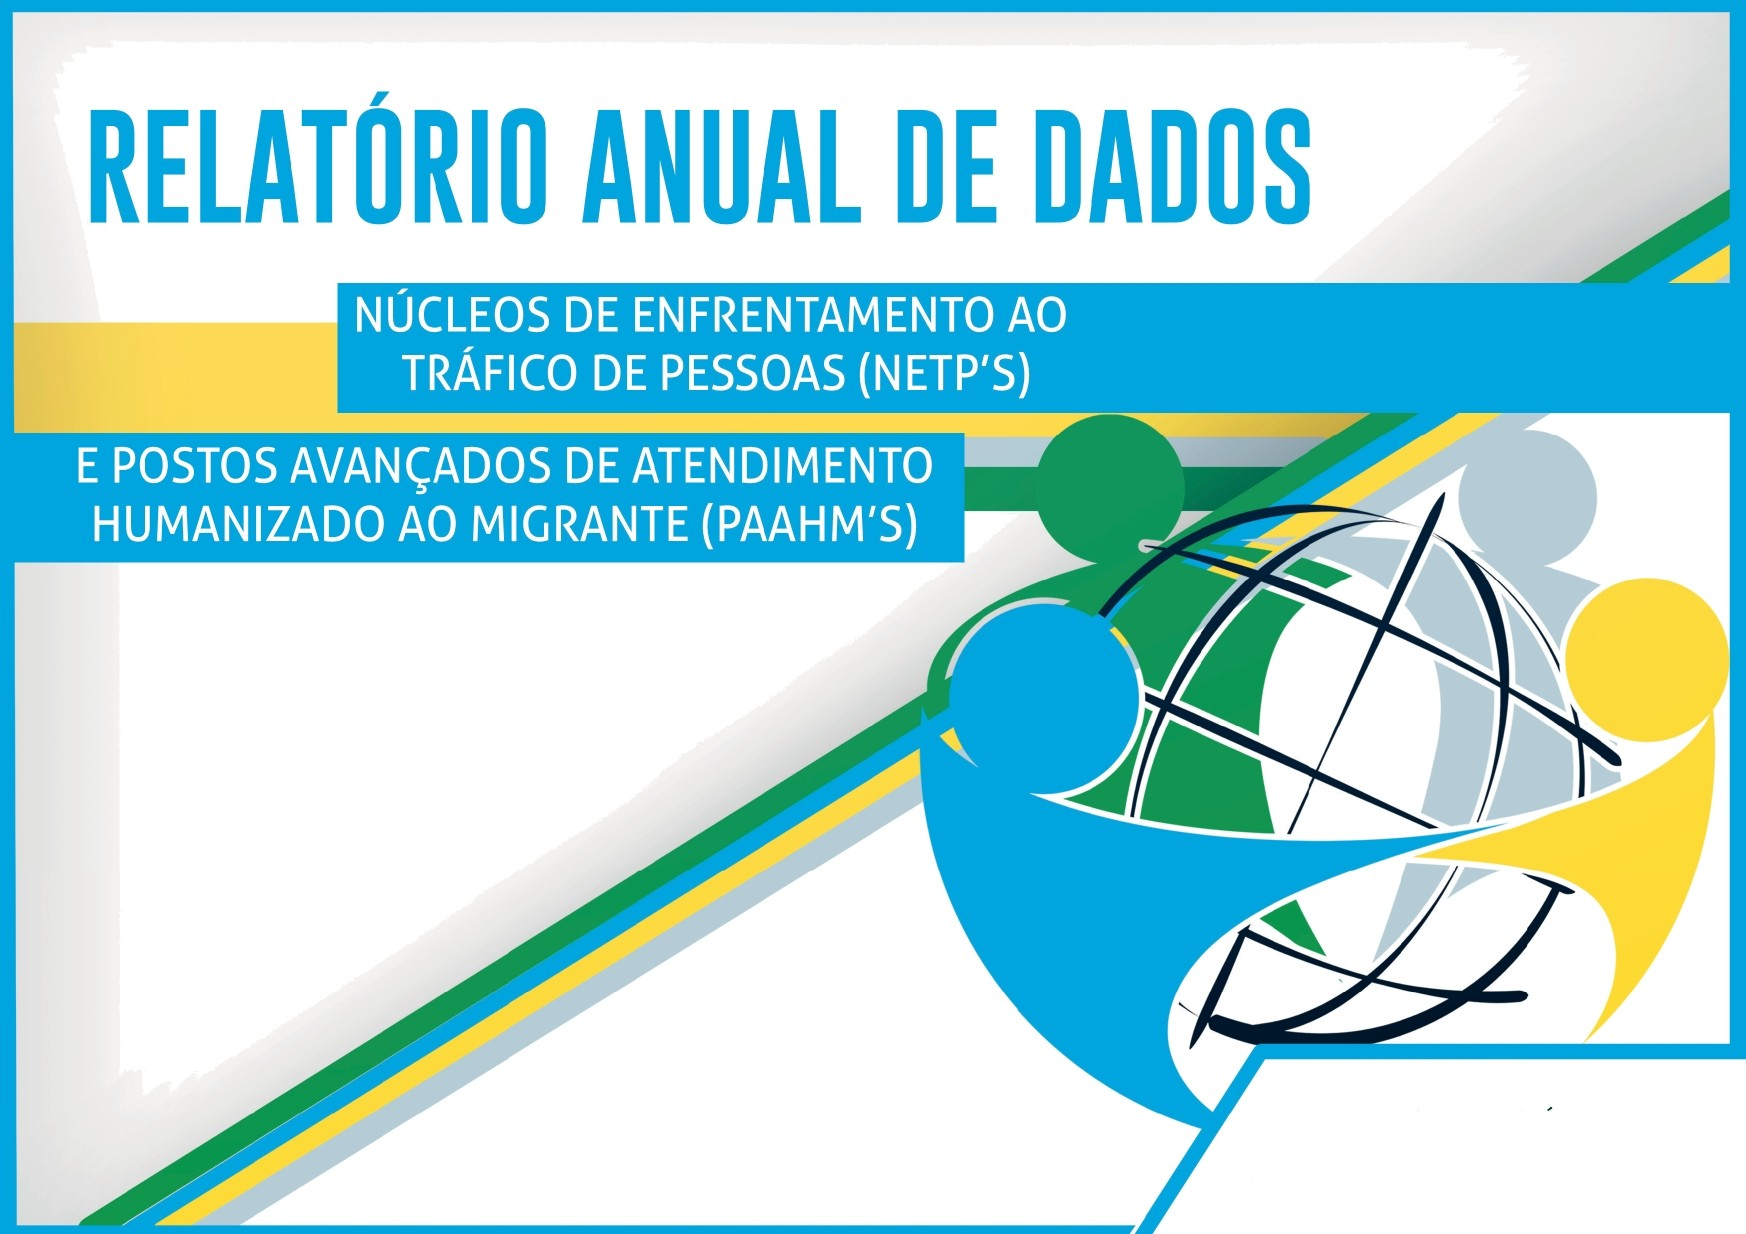 RELATÓRIO ANUAL DE DADOS
NÚCLEOS DE ENFRENTAMENTO AO
TRÁFICO DE PESSOAS (NETP'S)
E POSTOS AVANÇADOS DE ATENDIMENTO
HUMANIZADO AO MIGRANTE (PAAHM'S)